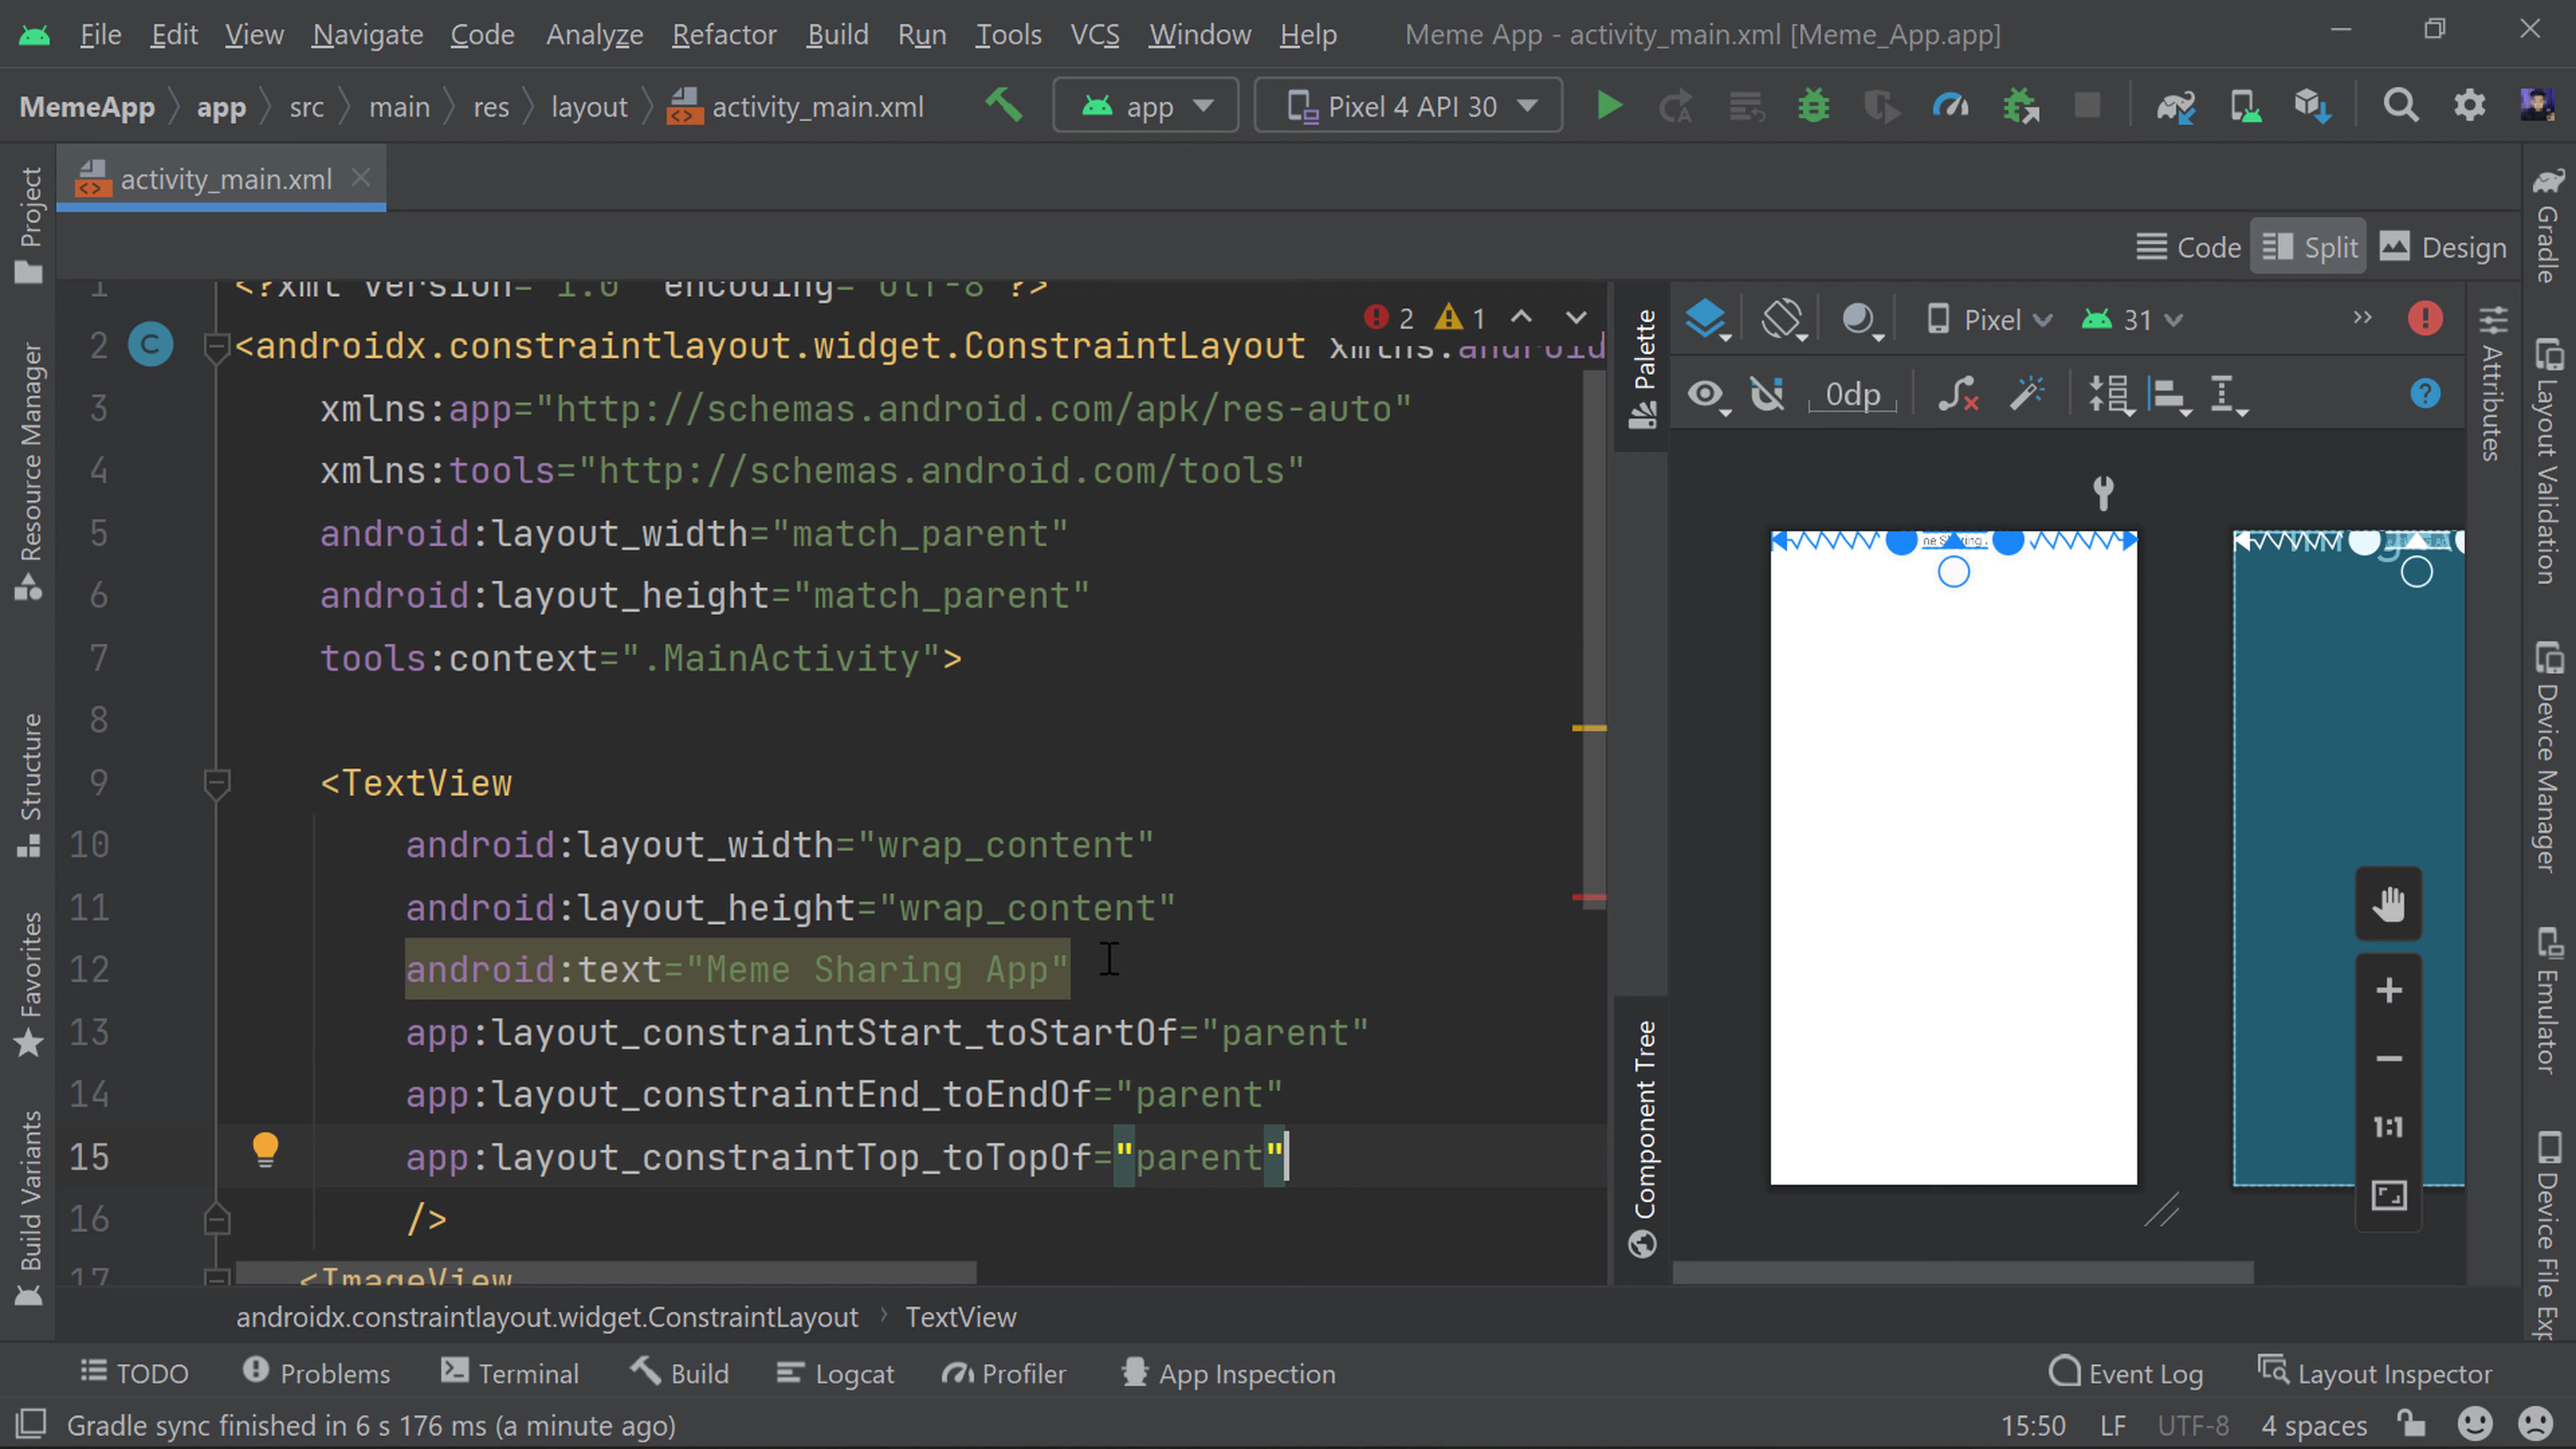 File Edit View Navigate Code Analyze Refactor Build Run Tools VCS Window Help Meme App - activity_main.xml [Meme_App.app]
MemeApp app src main res layout activity_main.xml app Pixel 4 API 30
activity_main.xml
Code Split Design
Project
Resource Manager
Structure
Favorites
Build Variants
1 <?xml version="1.0" encoding="utf-8"?>
2 1
2 <androidx.constraintlayout.widget.ConstraintLayout xmlns:android
3 xmlns:app="http://schemas.android.com/apk/res-auto"
4 xmlns:tools="http://schemas.android.com/tools"
5 android:layout_width="match_parent"
6 android:layout_height="match_parent"
7 tools:context=".MainActivity">
8
9 <TextView
10 android:layout_width="wrap_content"
11 android:layout_height="wrap_content"
12 android:text="Meme Sharing App"
13 app:layout_constraintStart_toStartOf="parent"
14 app:layout_constraintEnd_toEndOf="parent"
15 app:layout_constraintTop_toTopOf="parent"
16 />
17 <ImageView
Palette
Component Tree
Pixel 31
0dp
Sharing
1:1
Attributes
Gradle
Layout Validation
Device Manager
Emulator
Device File Exp
androidx.constraintlayout.widget.ConstraintLayout TextView
TODO Problems Terminal Build Logcat Profiler App Inspection Event Log Layout Inspector
Gradle sync finished in 6 s 176 ms (a minute ago) 15:50 LF UTF-8 4 spaces